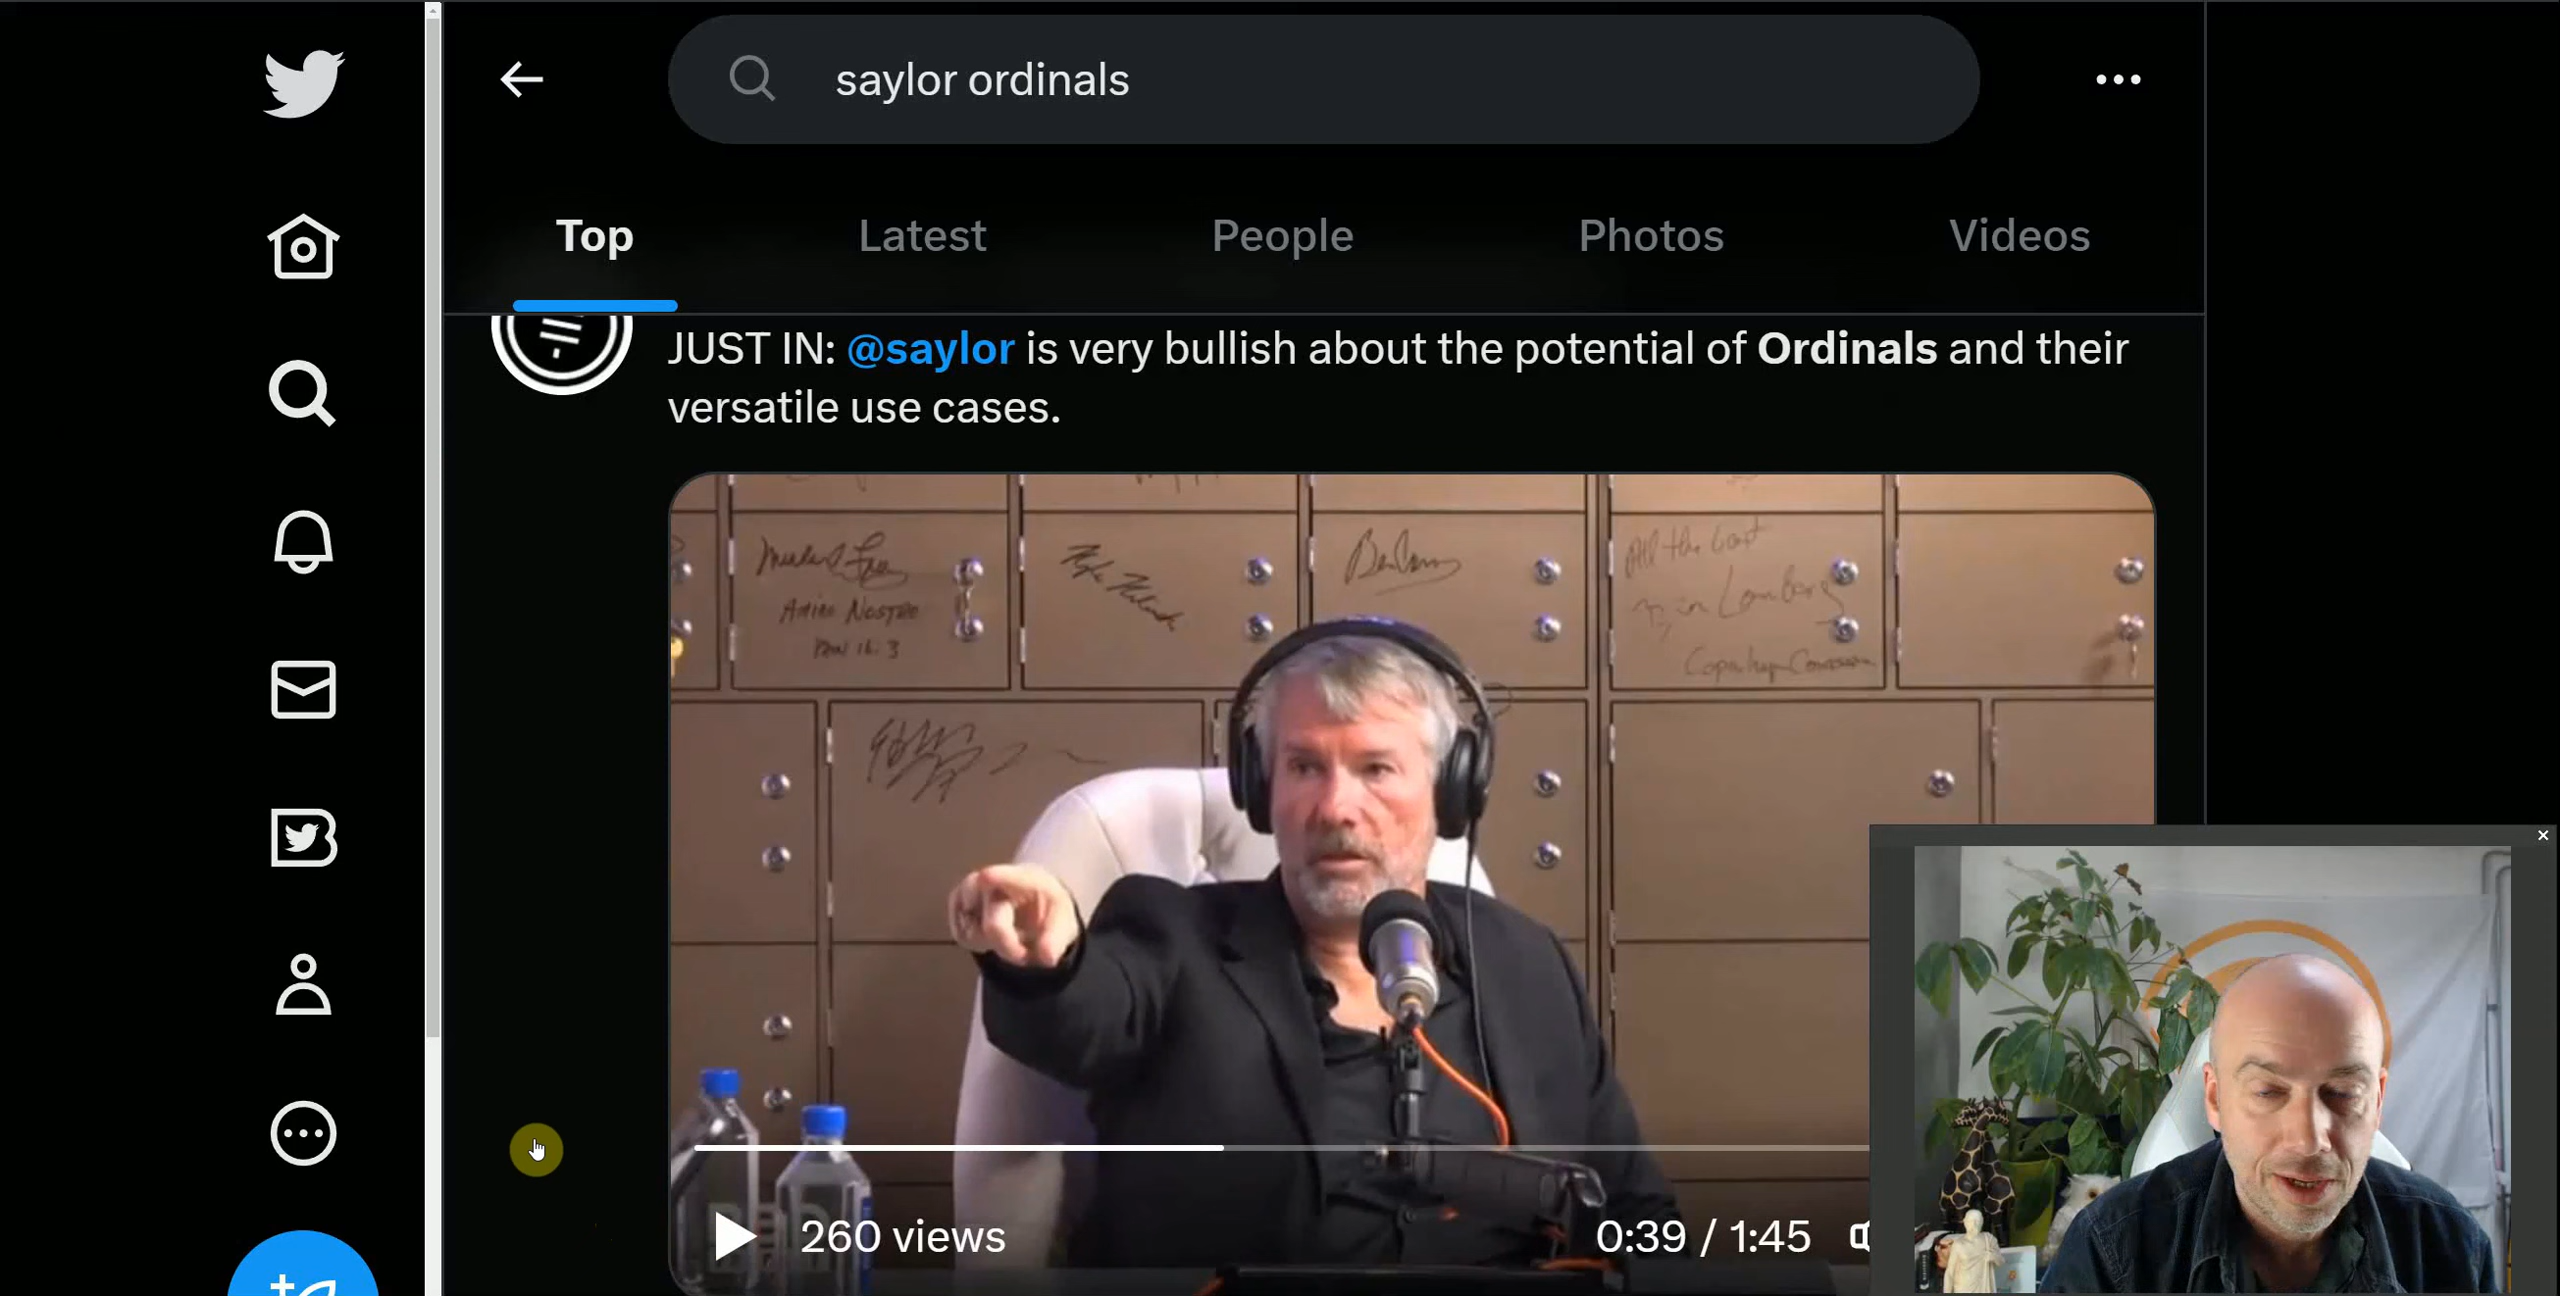 saylor ordinals
Top Latest People Photos Videos
JUST IN: @saylor is very bullish about the potential of Ordinals and their
versatile use cases.
260 views
0:39 / 1:45